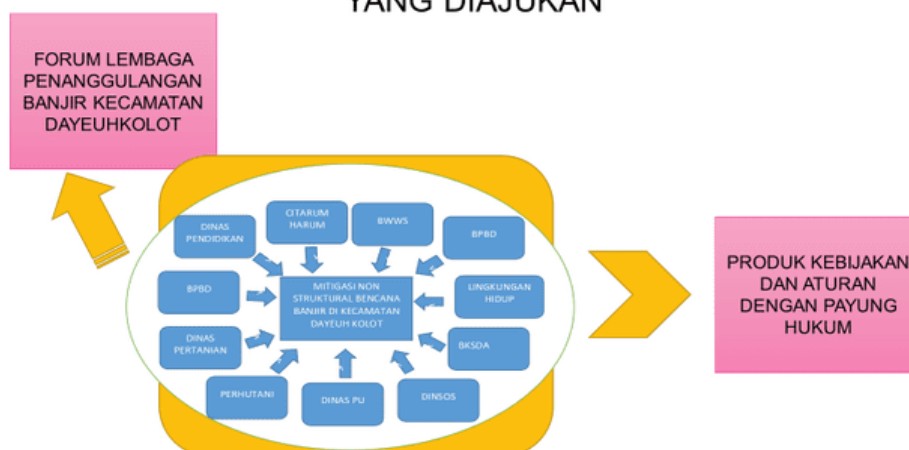 YANG DIAJUKAN
FORUM LEMBAGA
PENANGGULANGAN
BANJIR KECAMATAN
DAYEUHKOLOT
CITARUM
HARUM
BWWS
DINAS
PENDIDIKAN
BPBD
BPBD
MITIGASI NON
STRUKTURAL BENCANA
BANJIR DI KECAMATAN
DAYEUH KOLOT
LINGKUNGAN
HIDUP
DINAS
PERTANIAN
BKSDA
PERHUTANI
DINAS PU
DINSOS
PRODUK KEBIJAKAN
DAN ATURAN
DENGAN PAYUNG
HUKUM